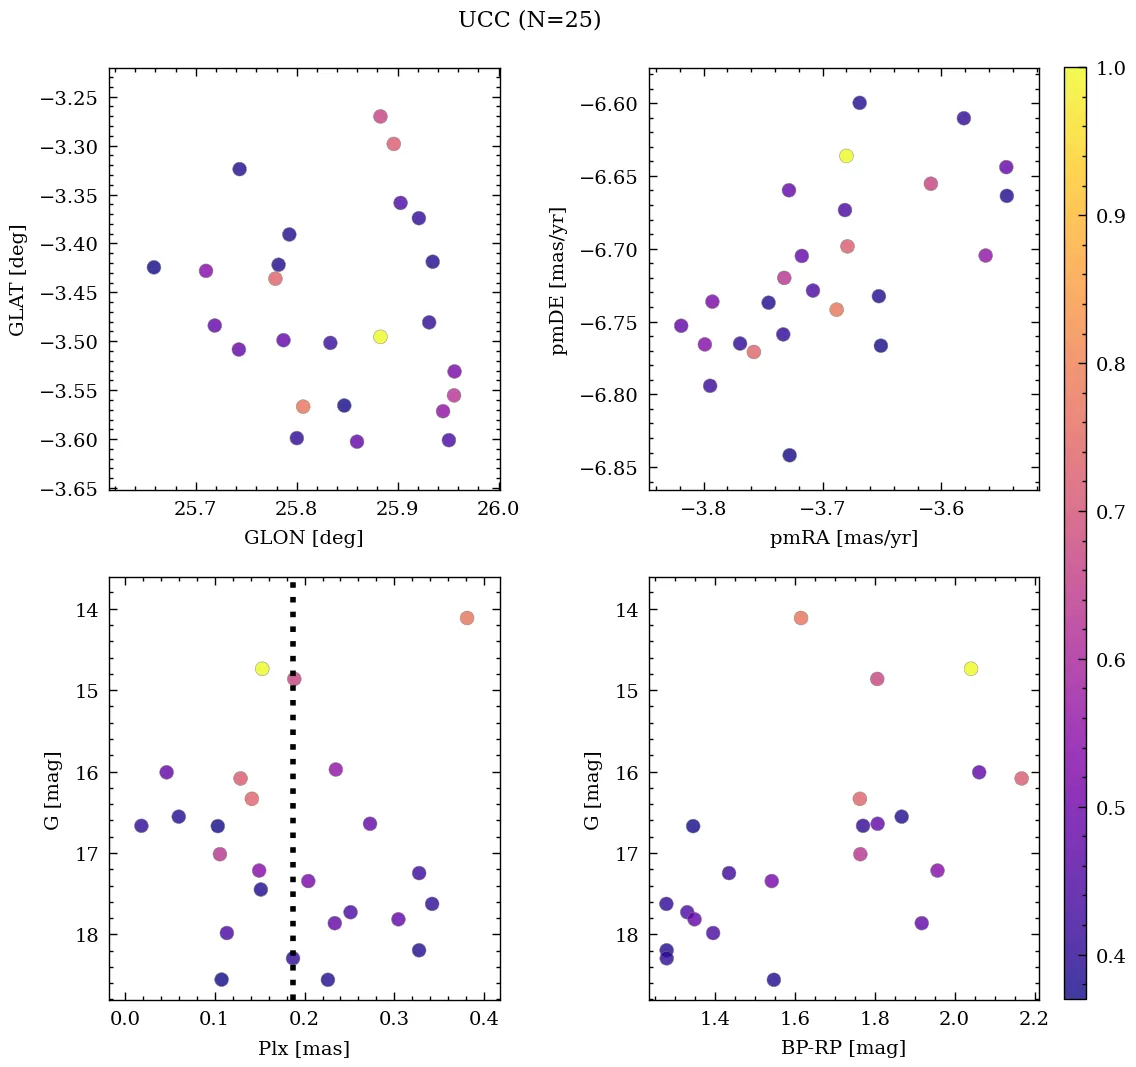 UCC (N=25)
−3.25
−3.30
−3.35
−3.40
−3.45
−3.50
−3.55
−3.60
−3.65
GLAT [deg]
25.7 25.8 25.9 26.0
GLON [deg]
−6.60
−6.65
−6.70
−6.75
−6.80
−6.85
pmDE [mas/yr]
−3.8 −3.7 −3.6
pmRA [mas/yr]
14
15
16
17
18
G [mag]
0.0 0.1 0.2 0.3 0.4
Plx [mas]
14
15
16
17
18
G [mag]
1.4 1.6 1.8 2.0 2.2
BP-RP [mag]
1.0
0.9
0.8
0.7
0.6
0.5
0.4